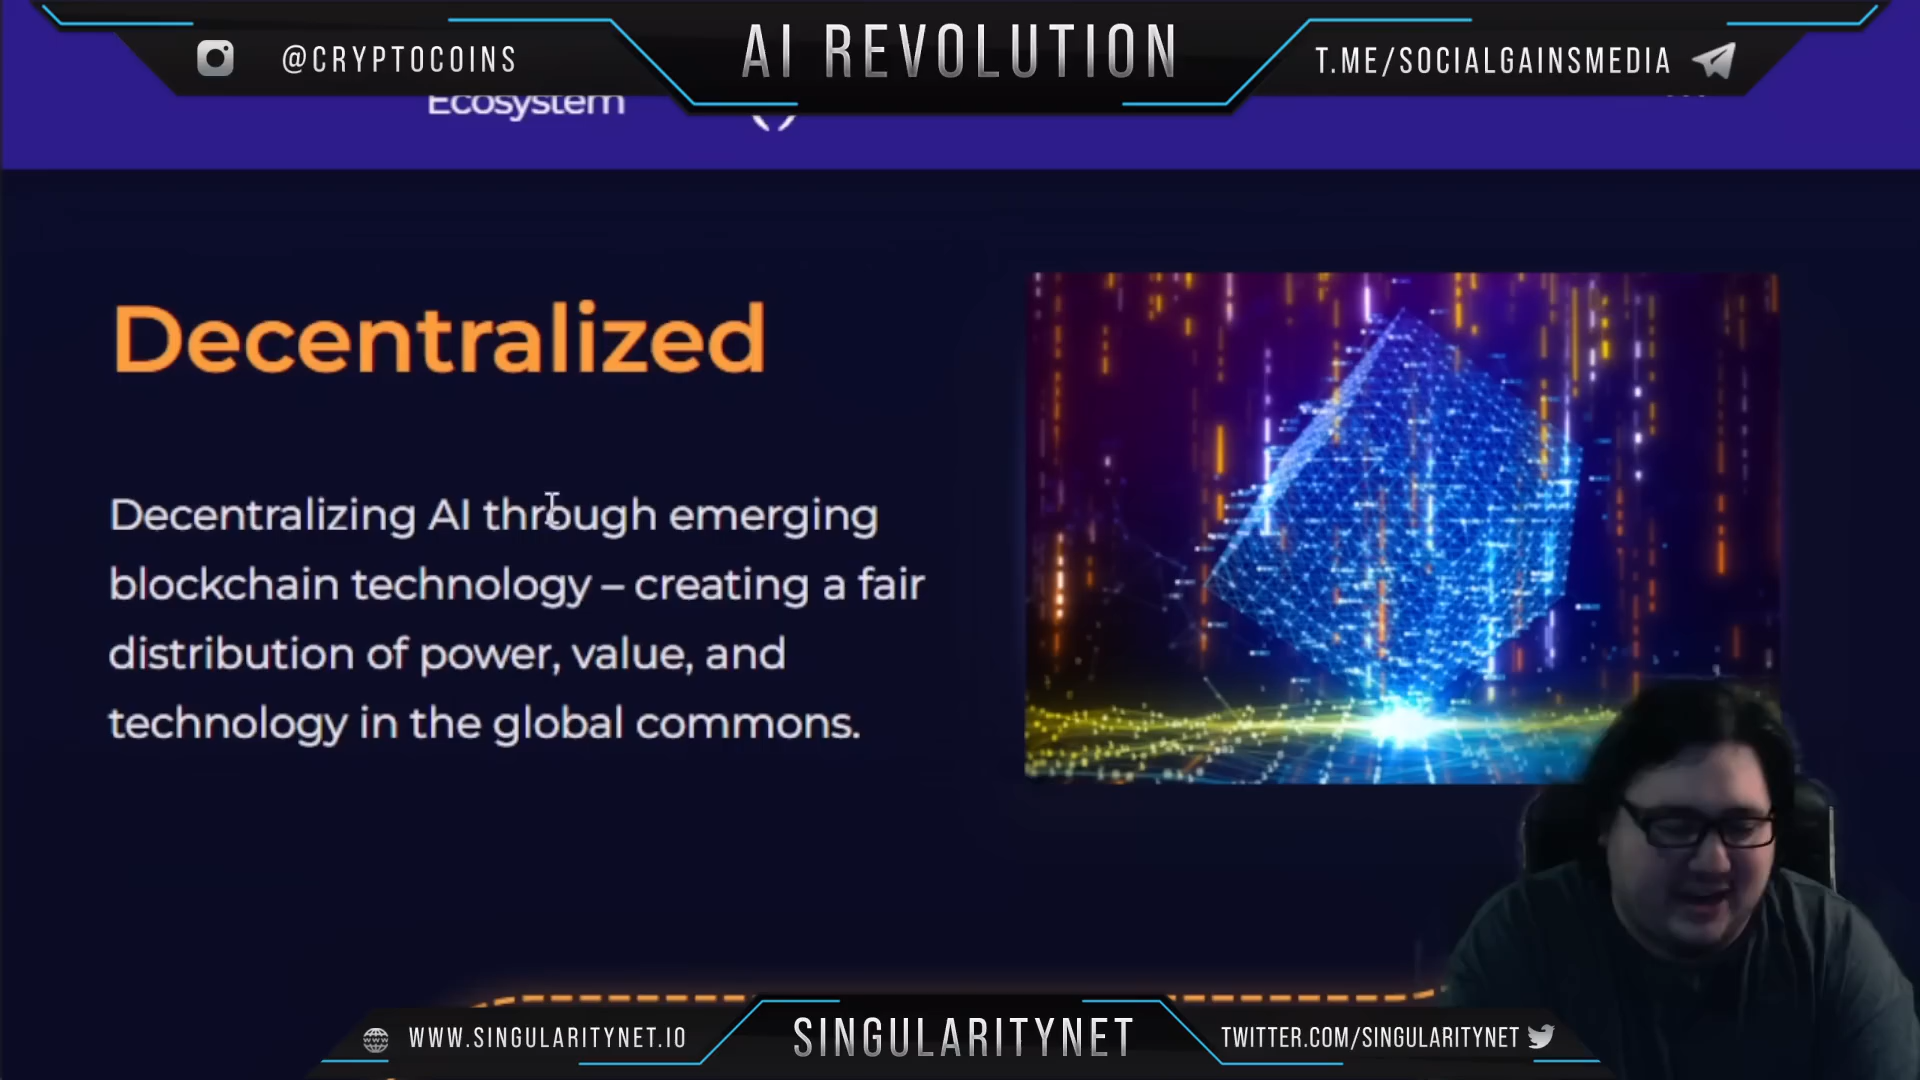 @CRYPTOCOINS
AI REVOLUTION
T.ME/SOCIALGAINSMEDIA
Ecosystem
Decentralized
Decentralizing AI through emerging
blockchain technology – creating a fair
distribution of power, value, and
technology in the global commons.
WWW.SINGULARITYNET.IO
SINGULARITYNET
TWITTER.COM/SINGULARITYNET